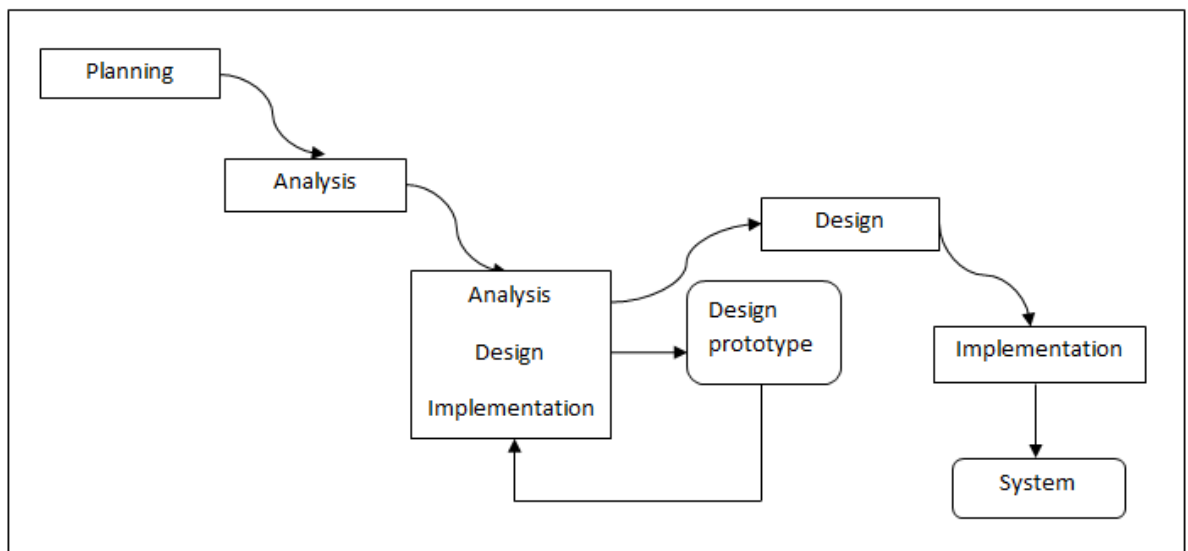 Planning
Analysis
Analysis
Design
Implementation
Design
prototype
Design
Implementation
System